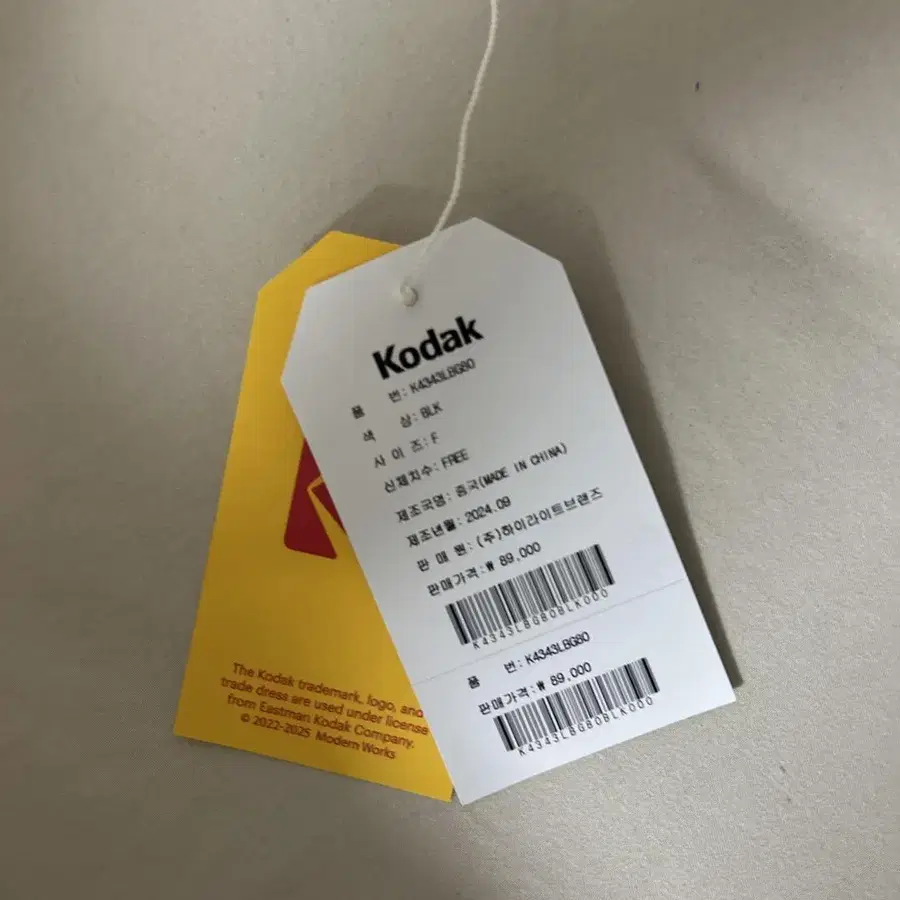 Kodak
품 번: K4343LBG80
색 상: BLK
사 이 즈: F
신체치수: FREE
제조국명: 중국(MADE IN CHINA)
제조년월: 2024.09
판 매 원: (주)하이라이트브랜즈
판매가격:₩ 89,000
K4343LBG80BLK000
품 번: K4343LBG80
판매가격:₩ 89,000
K4343LBG80BLK000
The Kodak trademark, logo, and
trade dress are used under license
from Eastman Kodak Company.
© 2022-2025 Modern Works